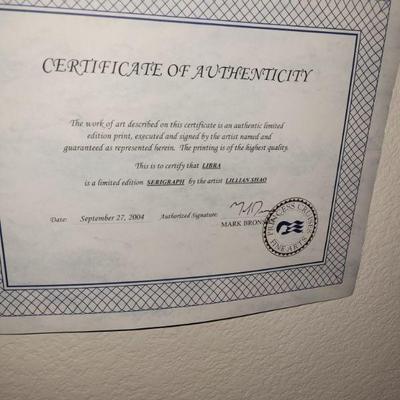 CERTIFICATE OF AUTHENTICITY
The work of art described on this certificate is an authentic limited
edition print, executed and signed by the artist named and
guaranteed as represented herein. The printing is of the highest quality.
This is to certify that LIBRA
is a limited edition SERIGRAPH by the artist LILLIAN SHAO
Date: September 27, 2004 Authorized Signature:
MARK BRONS
PRINCESS CRUISES
FINE ARTS